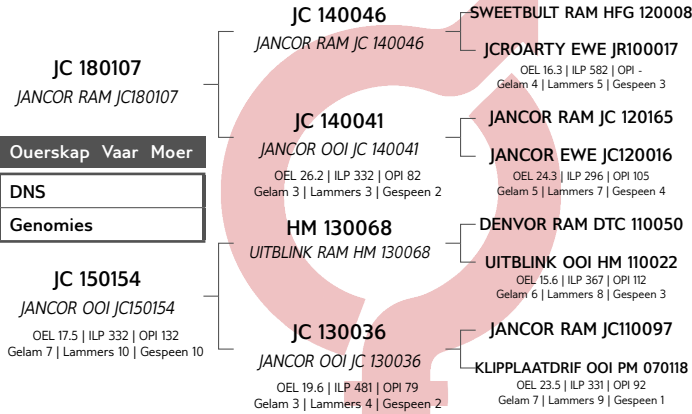 JC 180107
JANCOR RAM JC180107
Ouerskap Vaar Moer
DNS
Genomies
JC 150154
JANCOR OOI JC150154
OEL 17.5 | ILP 332 | OPI 132
Gelam 7 | Lammers 10 | Gespeen 10
JC 140046
JANCOR RAM JC 140046
JC 140041
JANCOR OOI JC 140041
OEL 26.2 | ILP 332 | OPI 82
Gelam 3 | Lammers 3 | Gespeen 2
HM 130068
UITBLINK RAM HM 130068
JC 130036
JANCOR OOI JC 130036
OEL 19.6 | ILP 481 | OPI 79
Gelam 3 | Lammers 4 | Gespeen 2
SWEETBULT RAM HFG 120008
JCROARTY EWE JR100017
OEL 16.3 | ILP 582 | OPI -
Gelam 4 | Lammers 5 | Gespeen 3
JANCOR RAM JC 120165
JANCOR EWE JC120016
OEL 24.3 | ILP 296 | OPI 105
Gelam 5 | Lammers 7 | Gespeen 4
DENVOR RAM DTC 110050
UITBLINK OOI HM 110022
OEL 15.6 | ILP 367 | OPI 112
Gelam 6 | Lammers 8 | Gespeen 3
JANCOR RAM JC110097
KLIPPLAATDRIF OOI PM 070118
OEL 23.5 | ILP 331 | OPI 92
Gelam 7 | Lammers 9 | Gespeen 1